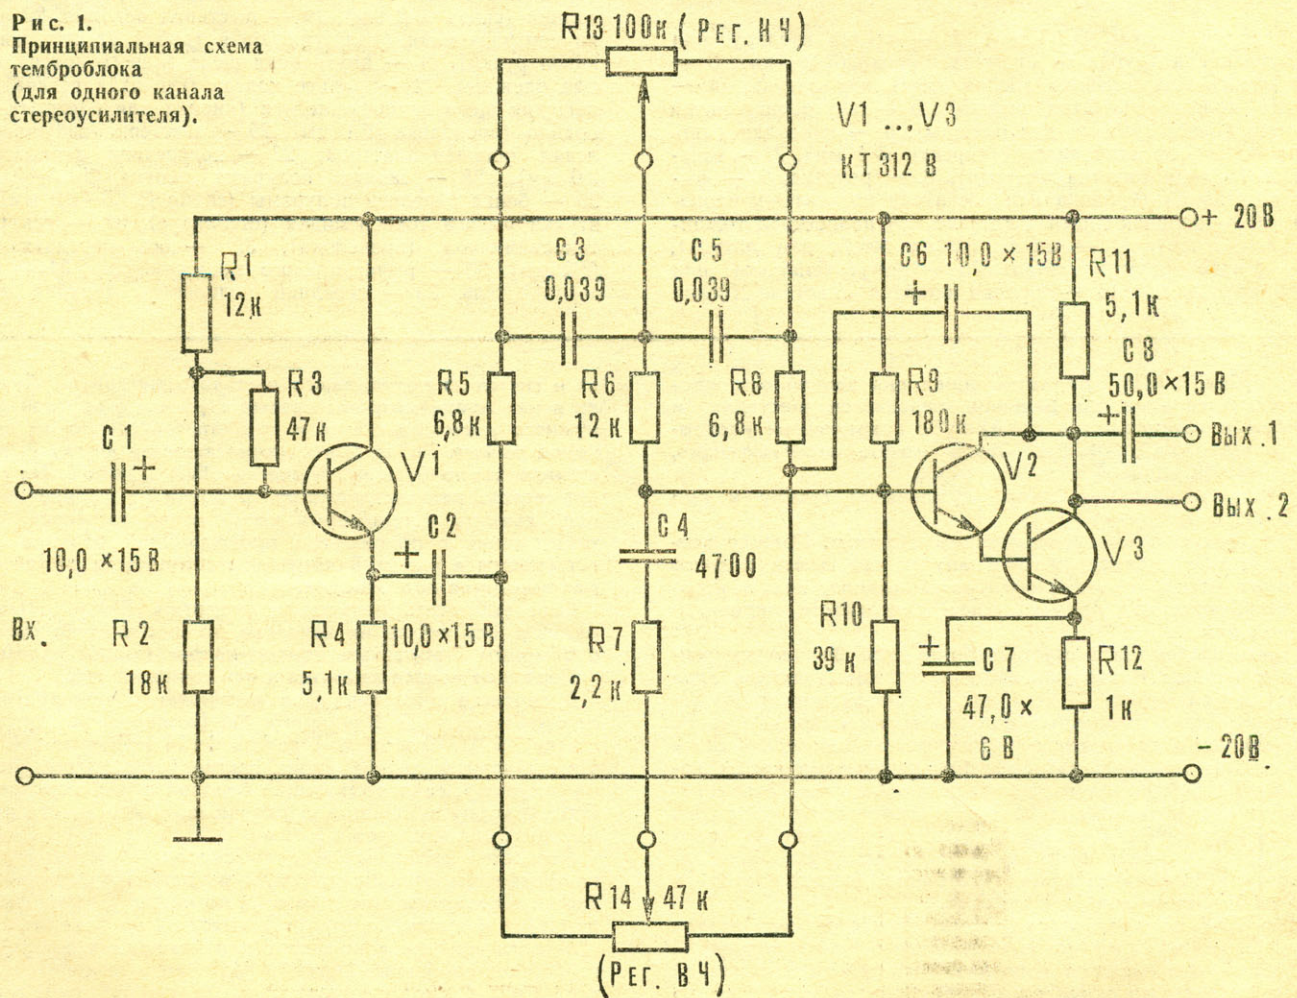 Рис. 1.
Принципиальная схема
темброблока
(для одного канала
стереоусилителя).
R13 100к (Рег. НЧ)
V1 ...V3
КТ312 В
+ 20В
R1
12к
C3
0,039
C5
0,039
C6 10,0 × 15В
+
R11
5,1к
C8
50,0×15 В
+
R3
47к
R5
6,8к
R6
12к
R8
6,8к
R9
180к
Вых.1
C1
+
V1
V2
Вых.2
C2
+
C4
4700
V3
10,0 ×15 В
Вх.
R2
18к
R4
5,1к
10,0×15 В
R7
2,2к
R10
39 к
+
C7
47,0 ×
6 В
R12
1к
- 20В.
R14 47к
(Рег. ВЧ)